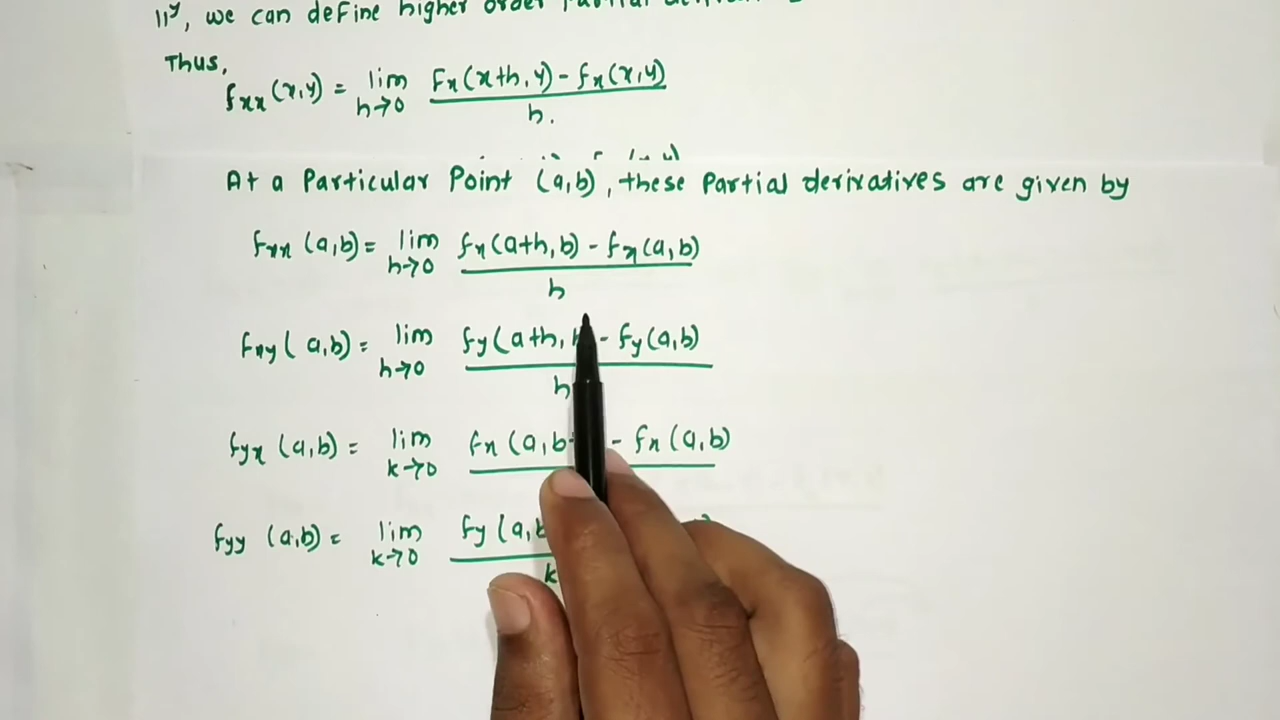 11ly, we can define higher order partial
Thus,
fxx(x,y) = lim h→0 fx(x+h, y) - fx(x,y) / h.
At a Particular Point (a,b), these Partial derivatives are given by
fxx (a,b) = lim h→0 fx(a+h, b) - fx(a,b) / h
fxy (a,b) = lim h→0 fy(a+h, - fy(a,b) / h
fyx (a,b) = lim k→0 fx (a,b - fx (a,b)
fyy (a,b) = lim k→0 fy (a,b / k